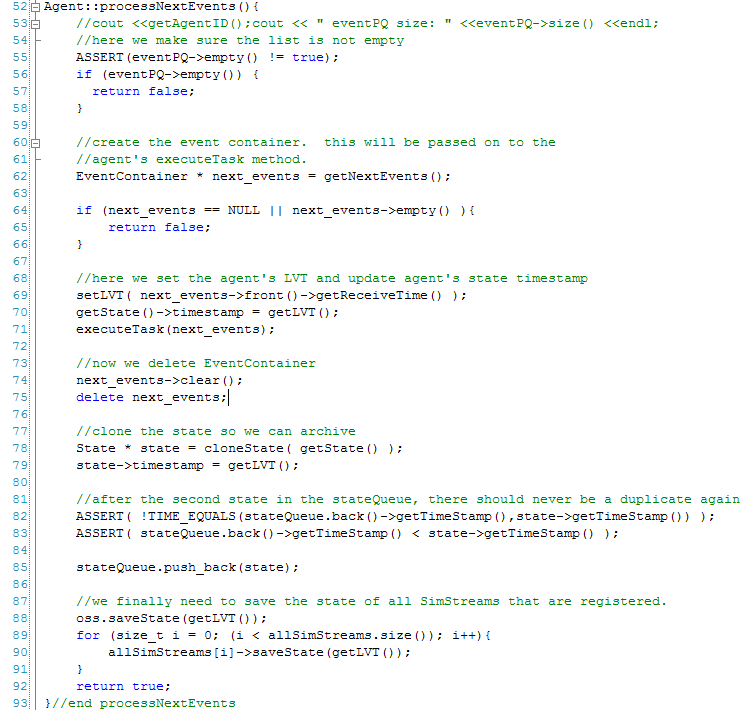 52 Agent::processNextEvents(){
53 //cout <<getAgentID();cout << " eventPQ size: " <<eventPQ->size() <<endl;
54 //here we make sure the list is not empty
55 ASSERT(eventPQ->empty() != true);
56 if (eventPQ->empty()) {
57 return false;
58 }
59
60 //create the event container.  this will be passed on to the
61 //agent's executeTask method.
62 EventContainer * next_events = getNextEvents();
63
64 if (next_events == NULL || next_events->empty() ){
65 return false;
66 }
67
68 //here we set the agent's LVT and update agent's state timestamp
69 setLVT( next_events->front()->getReceiveTime() );
70 getState()->timestamp = getLVT();
71 executeTask(next_events);
72
73 //now we delete EventContainer
74 next_events->clear();
75 delete next_events;
76
77 //clone the state so we can archive
78 State * state = cloneState( getState() );
79 state->timestamp = getLVT();
80
81 //after the second state in the stateQueue, there should never be a duplicate again
82 ASSERT( !TIME_EQUALS(stateQueue.back()->getTimeStamp(),state->getTimeStamp()) );
83 ASSERT( stateQueue.back()->getTimeStamp() < state->getTimeStamp() );
84
85 stateQueue.push_back(state);
86
87 //we finally need to save the state of all SimStreams that are registered.
88 oss.saveState(getLVT());
89 for (size_t i = 0; (i < allSimStreams.size()); i++){
90 allSimStreams[i]->saveState(getLVT());
91 }
92 return true;
93 }//end processNextEvents